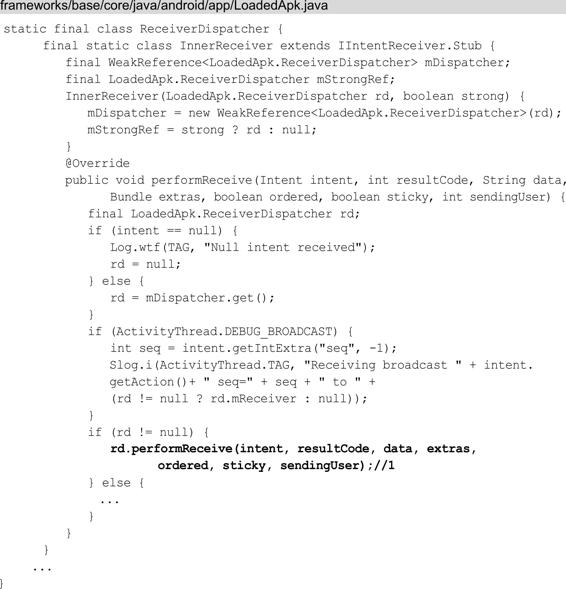 frameworks/base/core/java/android/app/LoadedApk.java
static final class ReceiverDispatcher {
final static class InnerReceiver extends IIntentReceiver.Stub {
final WeakReference<LoadedApk.ReceiverDispatcher> mDispatcher;
final LoadedApk.ReceiverDispatcher mStrongRef;
InnerReceiver(LoadedApk.ReceiverDispatcher rd, boolean strong) {
mDispatcher = new WeakReference<LoadedApk.ReceiverDispatcher>(rd);
mStrongRef = strong ? rd : null;
}
@Override
public void performReceive(Intent intent, int resultCode, String data,
Bundle extras, boolean ordered, boolean sticky, int sendingUser) {
final LoadedApk.ReceiverDispatcher rd;
if (intent == null) {
Log.wtf(TAG, "Null intent received");
rd = null;
} else {
rd = mDispatcher.get();
}
if (ActivityThread.DEBUG_BROADCAST) {
int seq = intent.getIntExtra("seq", -1);
Slog.i(ActivityThread.TAG, "Receiving broadcast " + intent.
getAction()+ " seq=" + seq + " to " +
(rd != null ? rd.mReceiver : null));
}
if (rd != null) {
rd.performReceive(intent, resultCode, data, extras,
ordered, sticky, sendingUser);//1
} else {
...
}
}
}
...
}